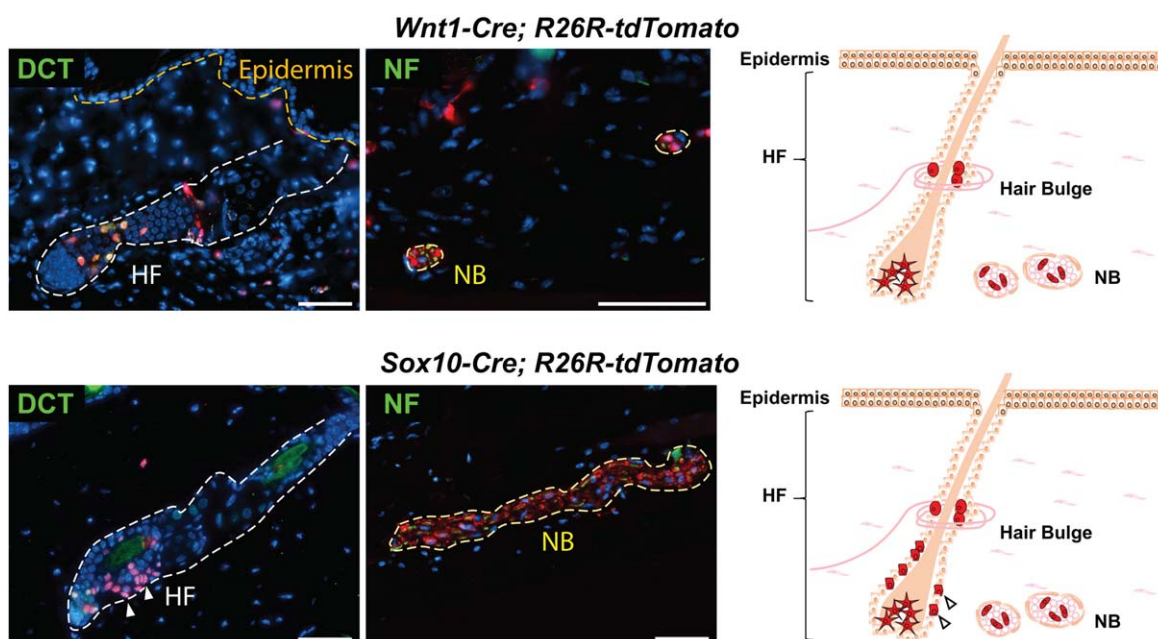 Wnt1-Cre; R26R-tdTomato
DCT
Epidermis
HF
NF
NB
Epidermis
HF
Hair Bulge
NB
Sox10-Cre; R26R-tdTomato
DCT
HF
NF
NB
Epidermis
HF
Hair Bulge
NB